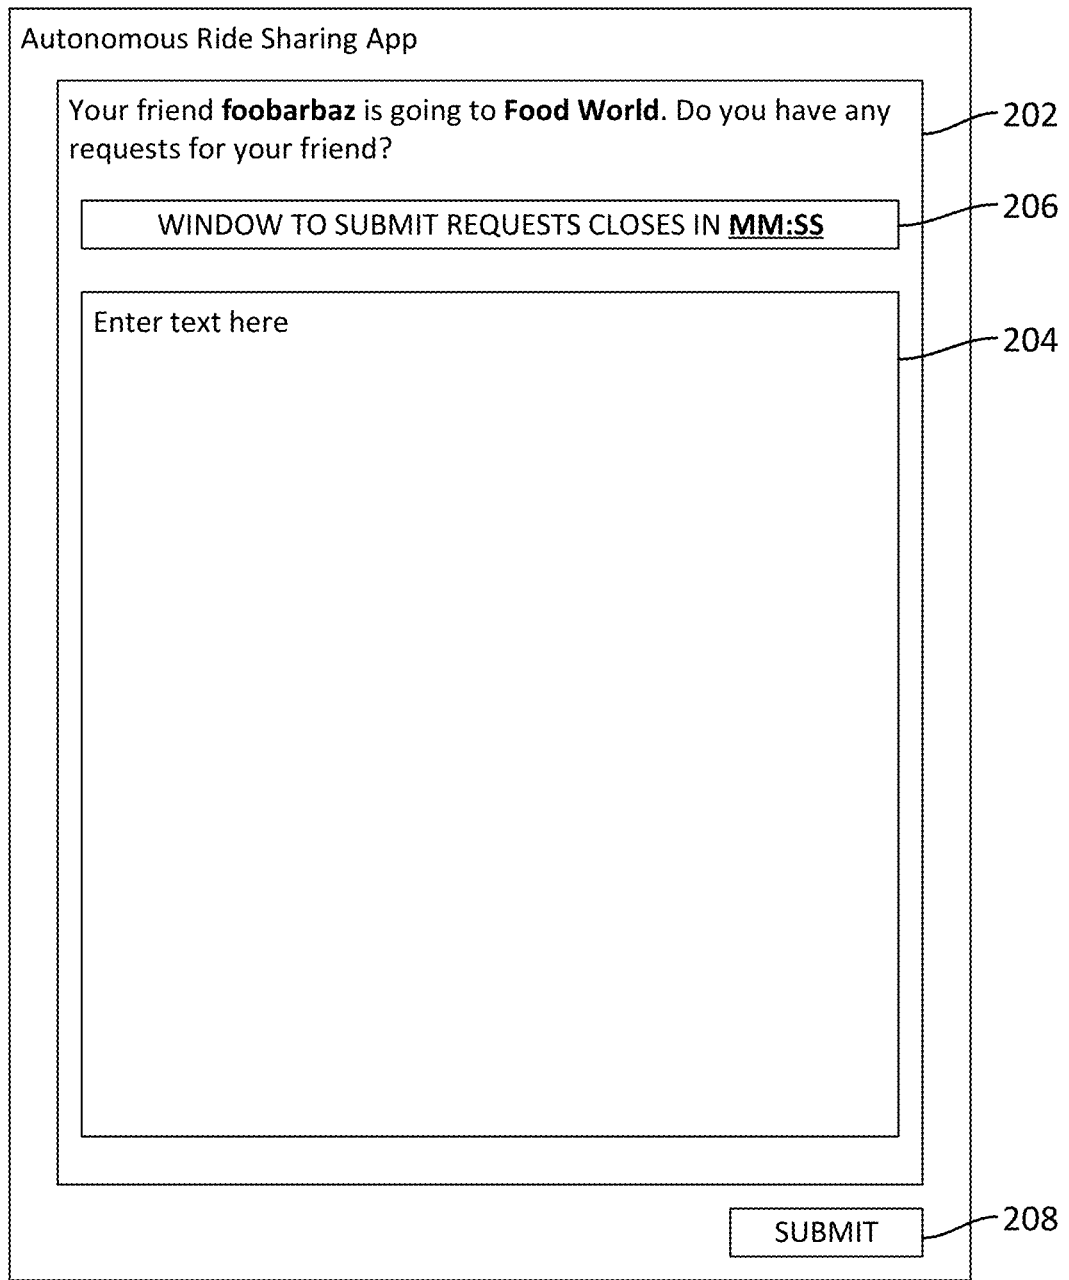 Autonomous Ride Sharing App
Your friend foobarbaz is going to Food World. Do you have any
requests for your friend?
202
WINDOW TO SUBMIT REQUESTS CLOSES IN MM:SS
206
Enter text here
204
SUBMIT
208